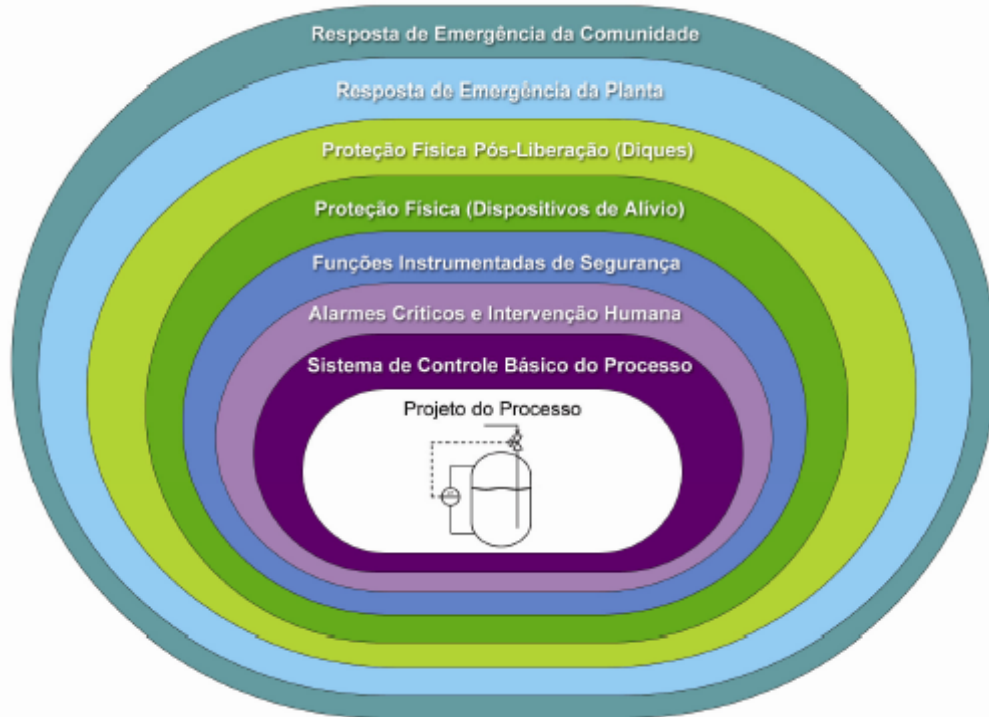 Resposta de Emergência da Comunidade
Resposta de Emergência da Planta
Proteção Física Pós-Liberação (Diques)
Proteção Física (Dispositivos de Alívio)
Funções Instrumentadas de Segurança
Alarmes Críticos e Intervenção Humana
Sistema de Controle Básico do Processo
Projeto do Processo